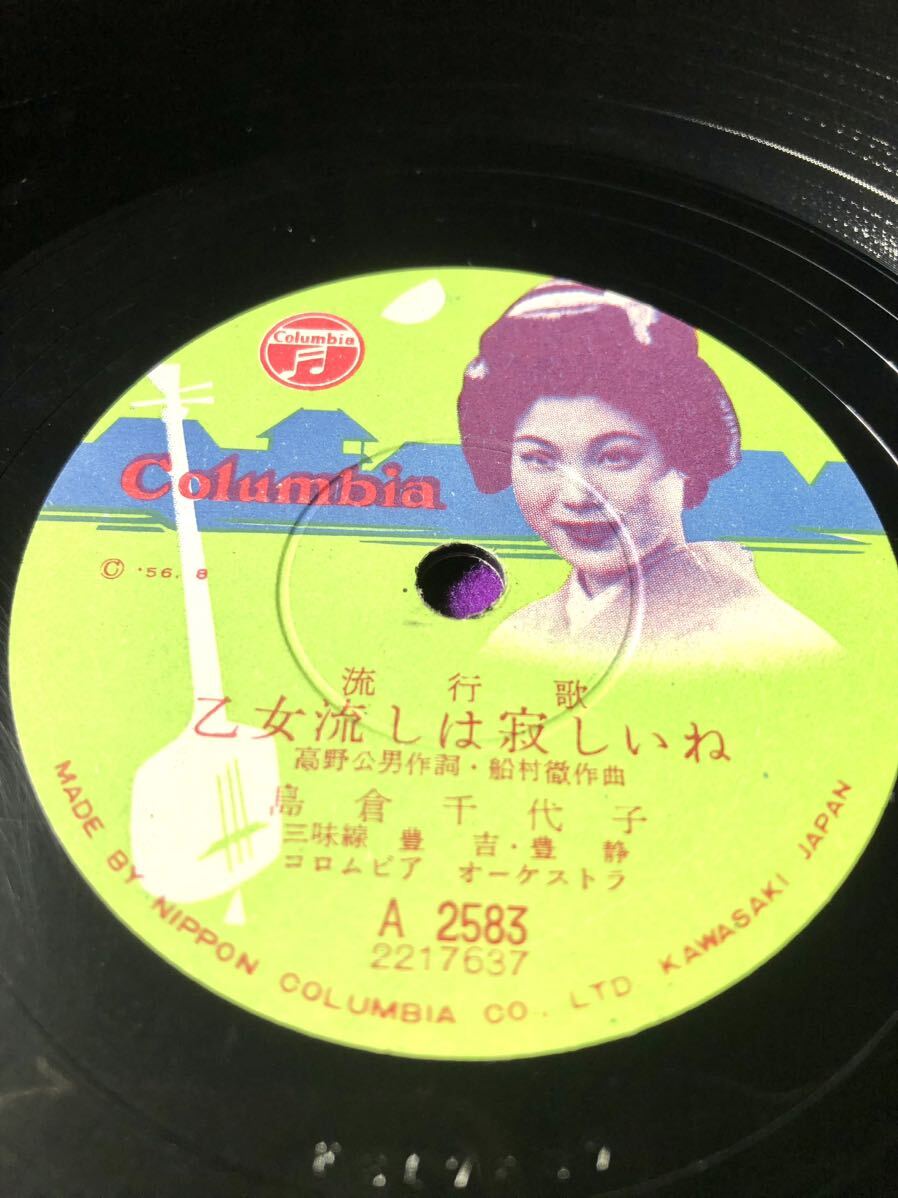 Columbia
Columbia
© '56. 8
流行歌
乙女流しは寂しいね
高野公男作詞・船村徹作曲
島倉千代子
三味線 豊吉・豊静
コロムビア オーケストラ
A 2583
2217637
MADE BY NIPPON COLUMBIA CO., LTD KAWASAKI JAPAN